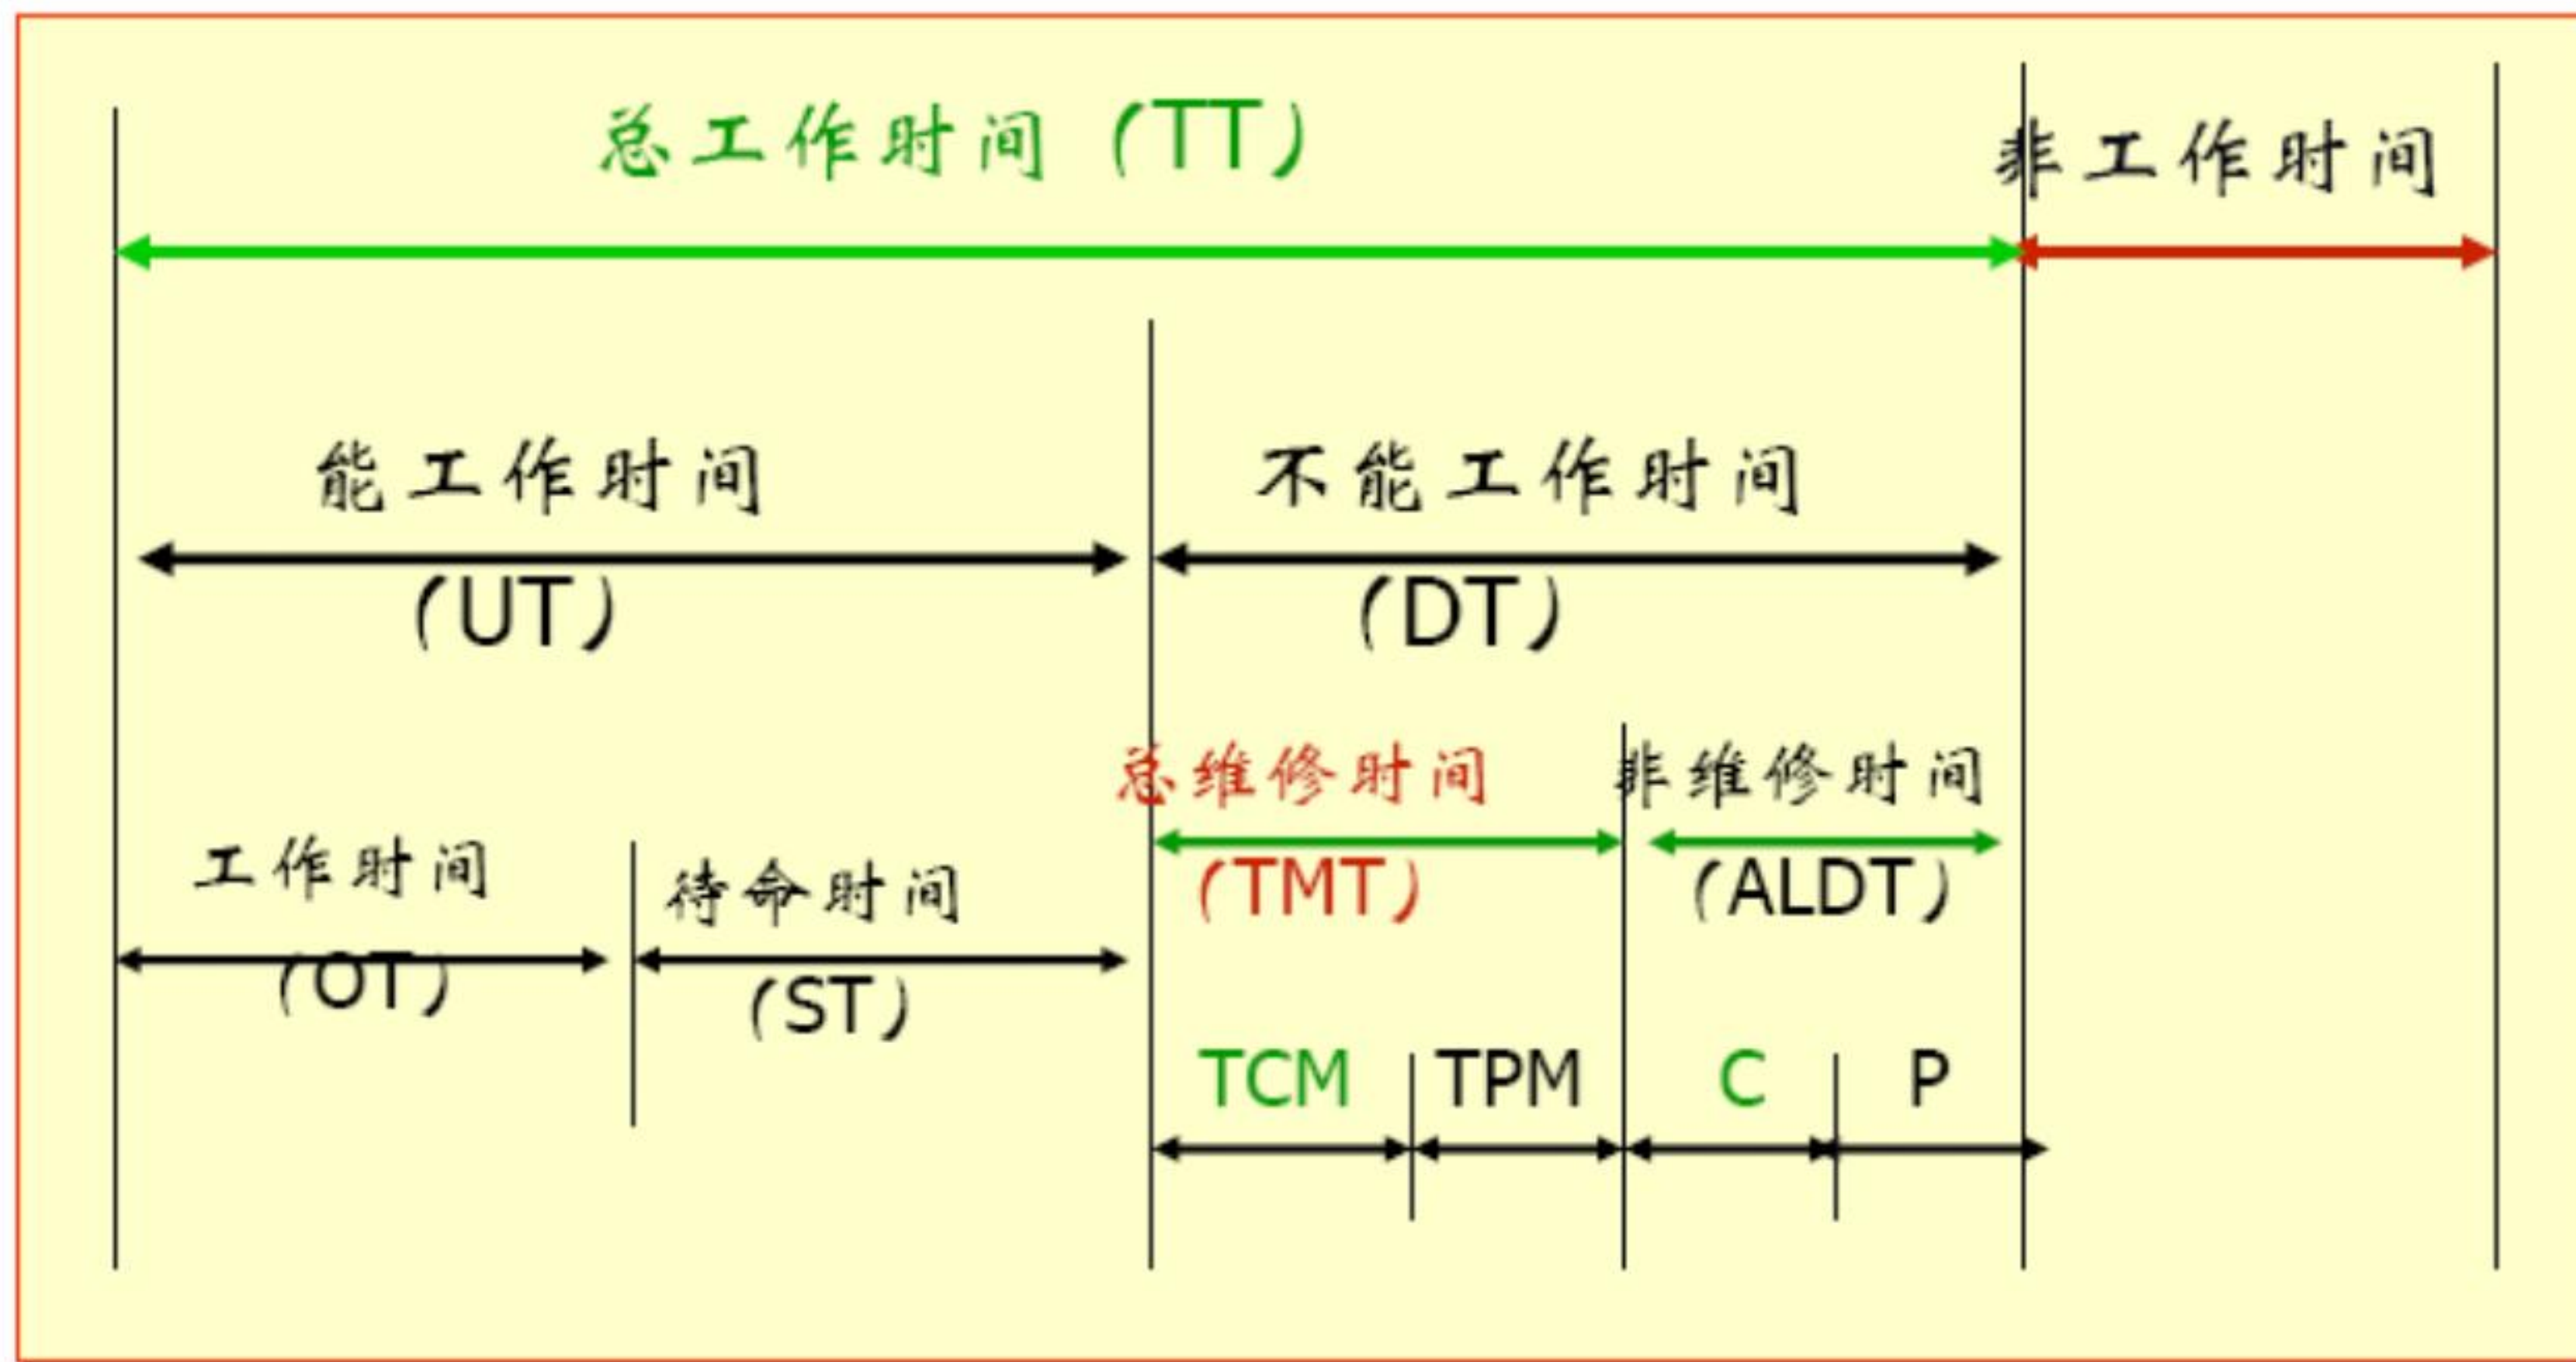 总工作时间（TT）
非工作时间
能工作时间
（UT）
不能工作时间
（DT）
总维修时间
（TMT）
非维修时间
（ALDT）
工作时间
（OT）
待命时间
（ST）
TCM
TPM
C
P